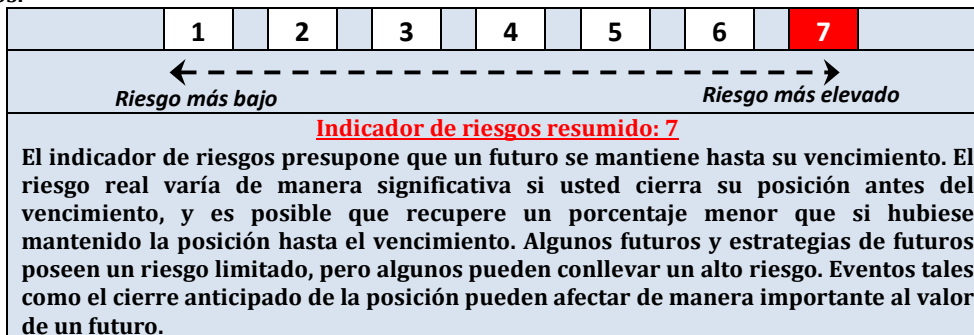 1 2 3 4 5 6 7
Riesgo más bajo Riesgo más elevado
Indicador de riesgos resumido: 7
El indicador de riesgos presupone que un futuro se mantiene hasta su vencimiento. El
riesgo real varía de manera significativa si usted cierra su posición antes del
vencimiento, y es posible que recupere un porcentaje menor que si hubiese
mantenido la posición hasta el vencimiento. Algunos futuros y estrategias de futuros
poseen un riesgo limitado, pero algunos pueden conllevar un alto riesgo. Eventos tales
como el cierre anticipado de la posición pueden afectar de manera importante al valor
de un futuro.